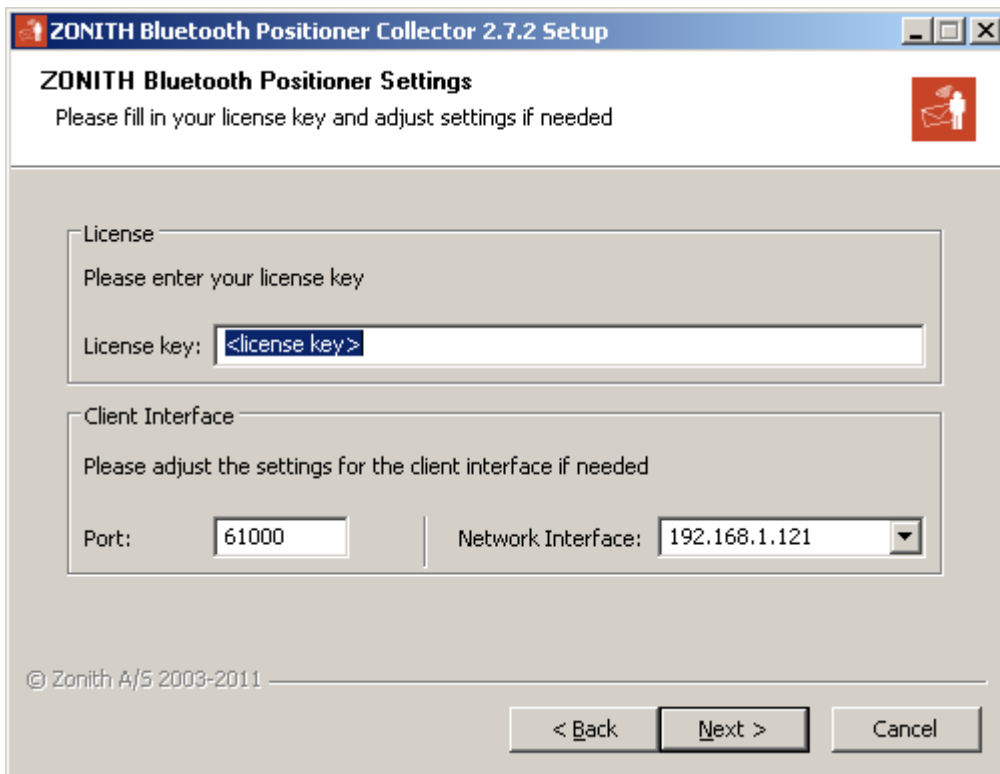 ZONITH Bluetooth Positioner Collector 2.7.2 Setup
ZONITH Bluetooth Positioner Settings
Please fill in your license key and adjust settings if needed
License
Please enter your license key
License key: <license key>
Client Interface
Please adjust the settings for the client interface if needed
Port: 61000 Network Interface: 192.168.1.121
© Zonith A/S 2003-2011
< Back Next > Cancel